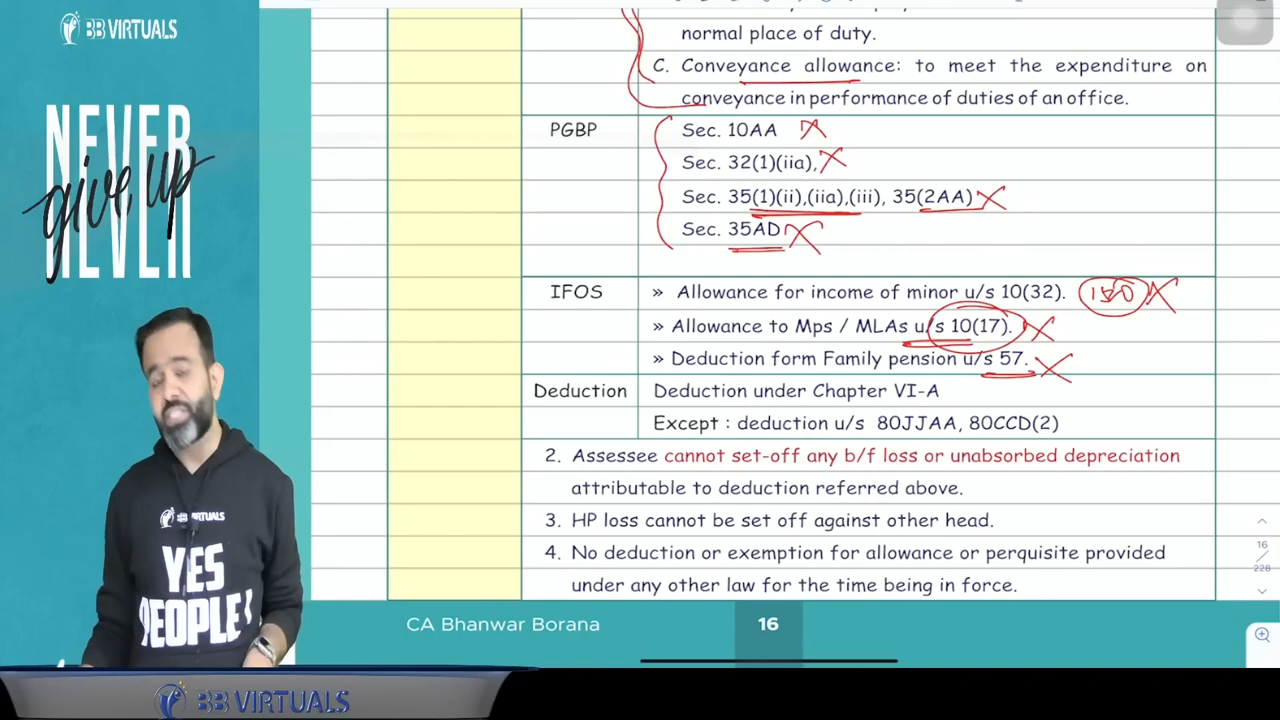 BB VIRTUALS
NEVER
give up
NEVER
BB VIRTUALS
YES
PEOPLE!
normal place of duty.
C. Conveyance allowance: to meet the expenditure on
conveyance in performance of duties of an office.
PGBP
Sec. 10AA
Sec. 32(1)(iia),
Sec. 35(1)(ii),(iia),(iii), 35(2AA)
Sec. 35AD
IFOS
» Allowance for income of minor u/s 10(32). 1500
» Allowance to Mps / MLAs u/s 10(17).
» Deduction form Family pension u/s 57.
Deduction
Deduction under Chapter VI-A
Except : deduction u/s 80JJAA, 80CCD(2)
2. Assessee cannot set-off any b/f loss or unabsorbed depreciation
attributable to deduction referred above.
3. HP loss cannot be set off against other head.
4. No deduction or exemption for allowance or perquisite provided
under any other law for the time being in force.
16
228
CA Bhanwar Borana
16
BB VIRTUALS